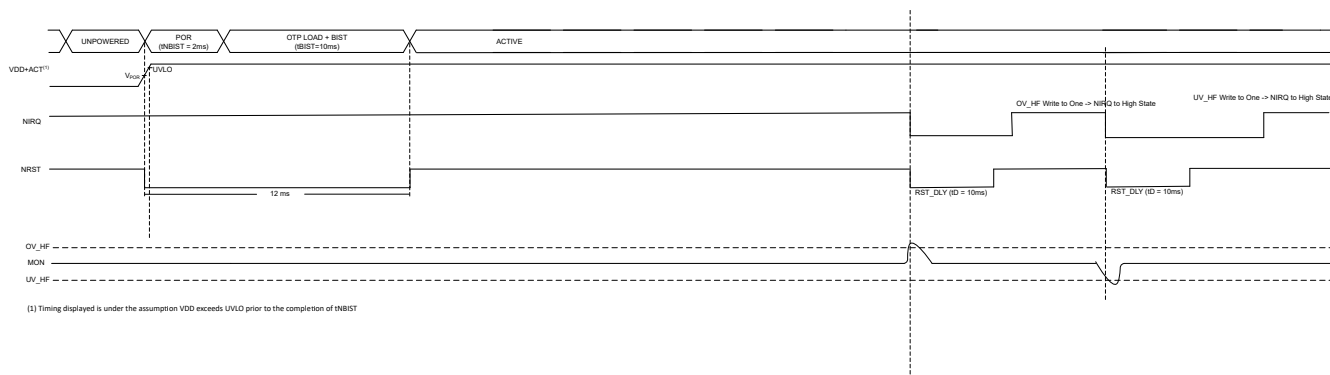 UNPOWERED
POR
(tNBIST = 2ms)
OTP LOAD + BIST
(tBIST=10ms)
ACTIVE
VDD+ACT(1)
VPOR
UVLO
NIRQ
OV_HF Write to One -> NIRQ to High State
UV_HF Write to One -> NIRQ to High State
NRST
12 ms
RST_DLY (tD = 10ms)
RST_DLY (tD = 10ms)
OV_HF
MON
UV_HF
(1) Timing displayed is under the assumption VDD exceeds UVLO prior to the completion of tNBIST